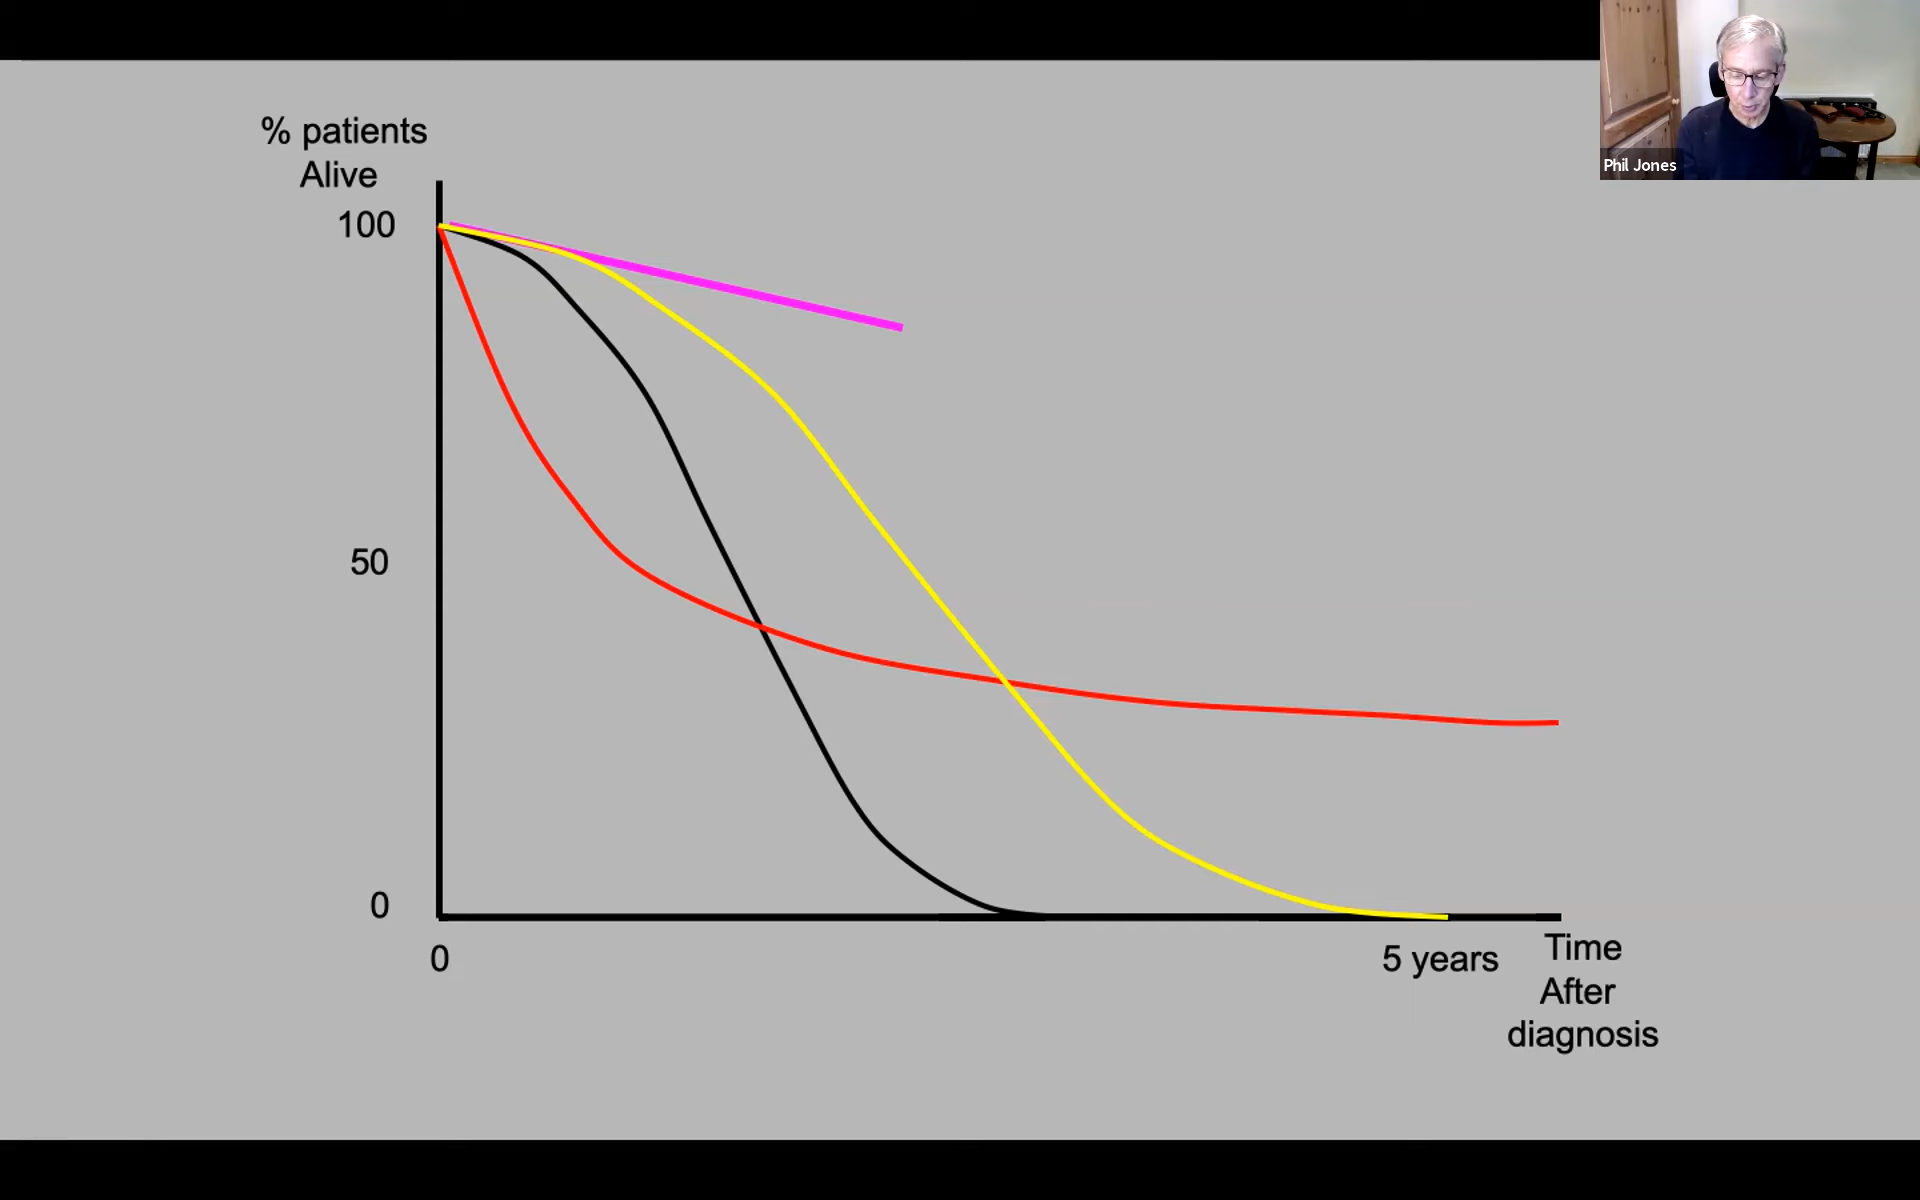 % patients
Alive
100
50
0
0
5 years
Time
After
diagnosis
Phil Jones